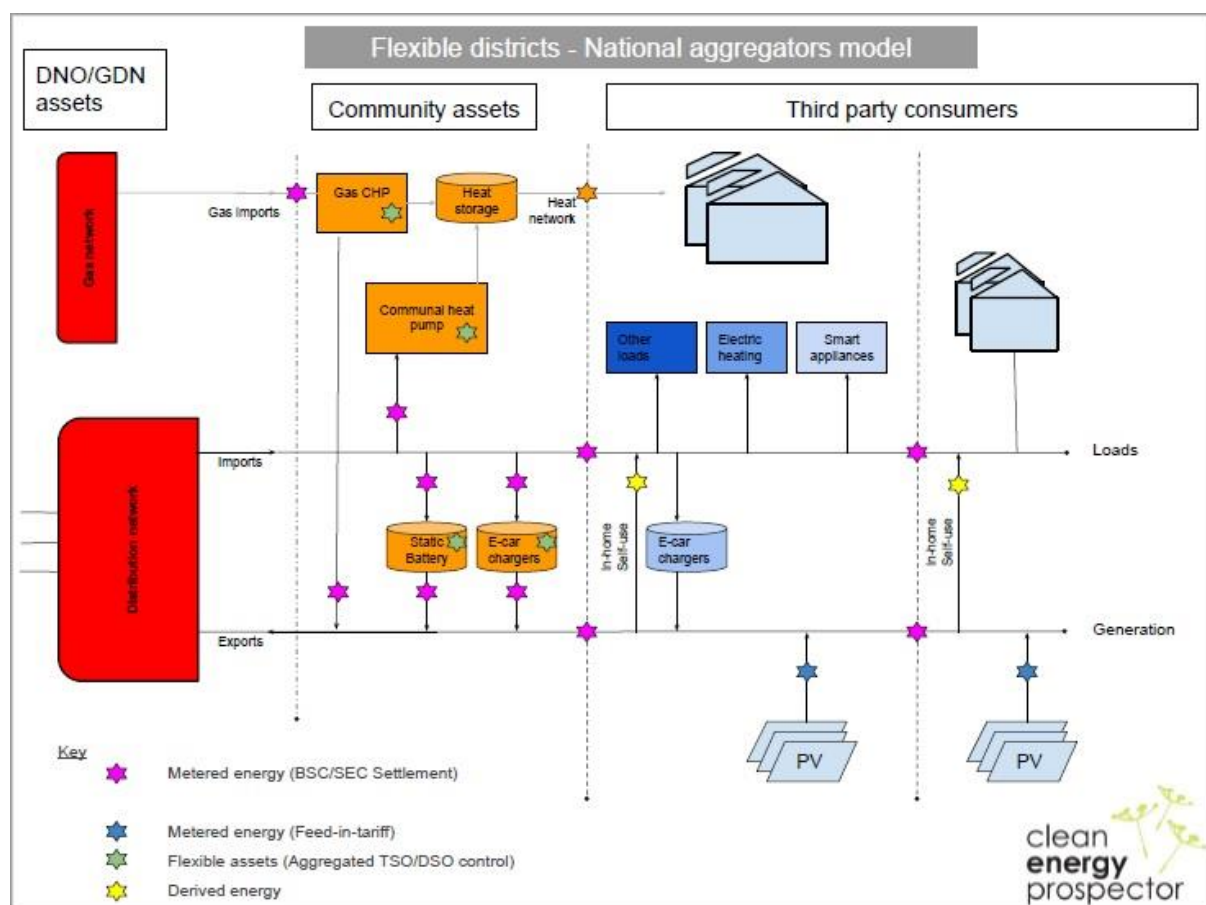 Flexible districts - National aggregators model
DNO/GDN
assets
Community assets
Third party consumers
Gas network
Gas imports
Gas CHP
Heat
storage
Heat
network
Communal heat
pump
Other
loads
Electric
heating
Smart
appliances
Distribution network
Imports
Loads
Static
Battery
E-car
chargers
In-home
Self-use
E-car
chargers
In-home
Self-use
Exports
Generation
PV
PV
Key
Metered energy (BSC/SEC Settlement)
Metered energy (Feed-in-tariff)
Flexible assets (Aggregated TSO/DSO control)
Derived energy
clean
energy
prospector